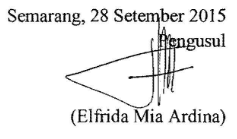 Semarang, 28 Setember 2015
Pengusul
(Elfrida Mia Ardina)